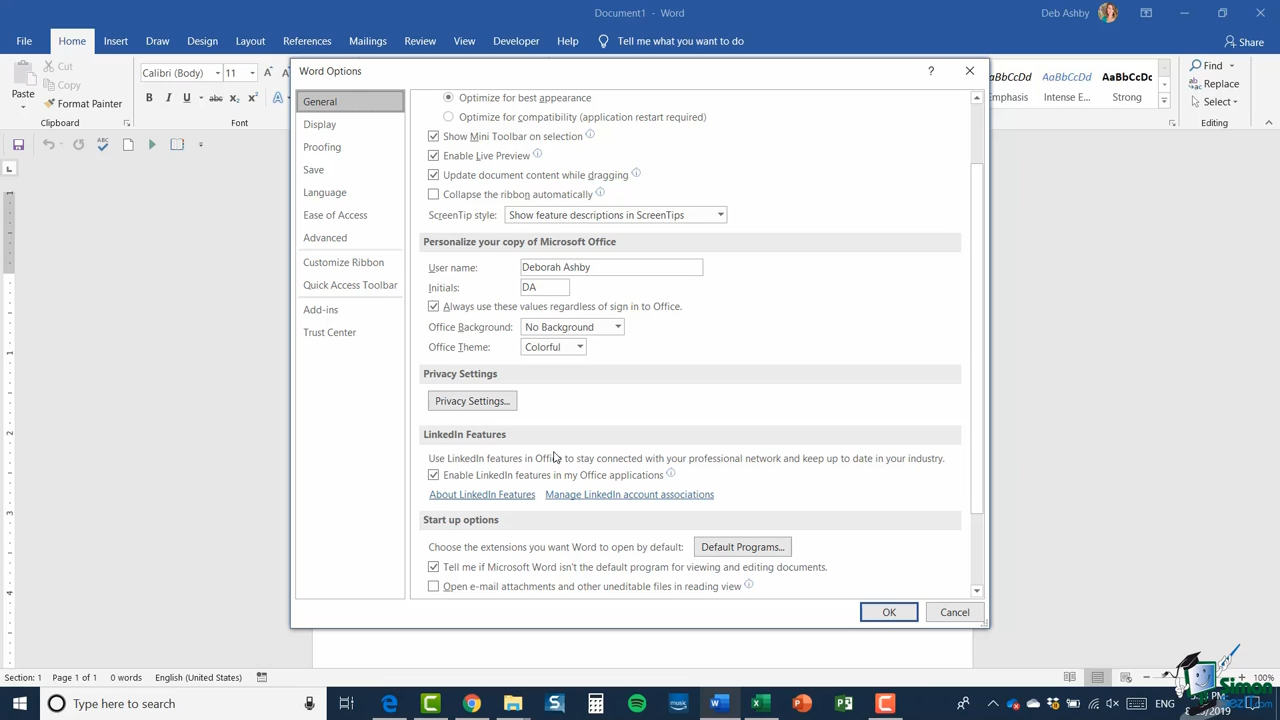 Document1 - Word
Deb Ashby
File Home Insert Draw Design Layout References Mailings Review View Developer Help Tell me what you want to do
Share
Paste
Cut
Copy
Format Painter
Clipboard
Calibri (Body) 11
Font
AaBbCcDd AaBbCcDd AaBbCcDd
Emphasis Intense E... Strong
Find
Replace
Select
Editing
Word Options
General
Display
Proofing
Save
Language
Ease of Access
Advanced
Customize Ribbon
Quick Access Toolbar
Add-ins
Trust Center
Optimize for best appearance
Optimize for compatibility (application restart required)
Show Mini Toolbar on selection
Enable Live Preview
Update document content while dragging
Collapse the ribbon automatically
ScreenTip style: Show feature descriptions in ScreenTips
Personalize your copy of Microsoft Office
User name: Deborah Ashby
Initials: DA
Always use these values regardless of sign in to Office.
Office Background: No Background
Office Theme: Colorful
Privacy Settings
Privacy Settings...
LinkedIn Features
Use LinkedIn features in Office to stay connected with your professional network and keep up to date in your industry.
Enable LinkedIn features in my Office applications
About LinkedIn Features Manage LinkedIn account associations
Start up options
Choose the extensions you want Word to open by default: Default Programs...
Tell me if Microsoft Word isn't the default program for viewing and editing documents.
Open e-mail attachments and other uneditable files in reading view
OK Cancel
Section: 1 Page 1 of 1 0 words English (United States)
100%
Type here to search
music
ENG
Simon